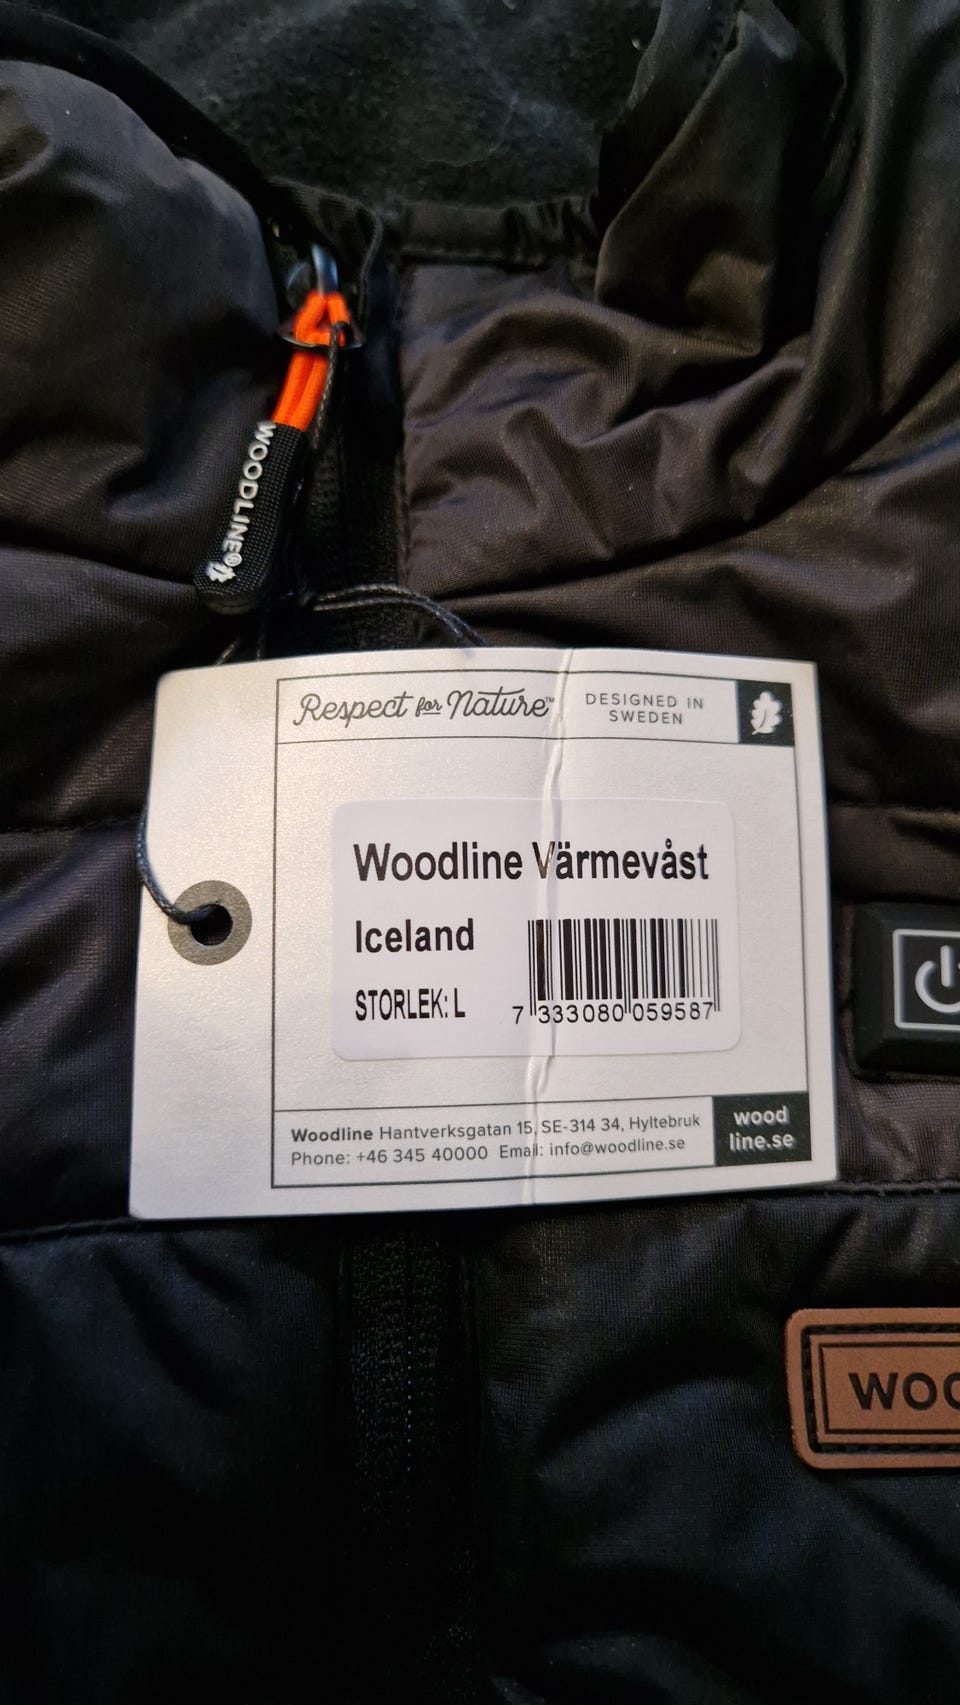 WOODLINE®
Respect for Nature™
DESIGNED IN
SWEDEN
Woodline Värmevåst
Iceland
STORLEK: L
7 333080 059587
Woodline Hantverksgatan 15, SE-314 34, Hyltebruk
Phone: +46 345 40000 Email: info@woodline.se
wood
line.se
WOO